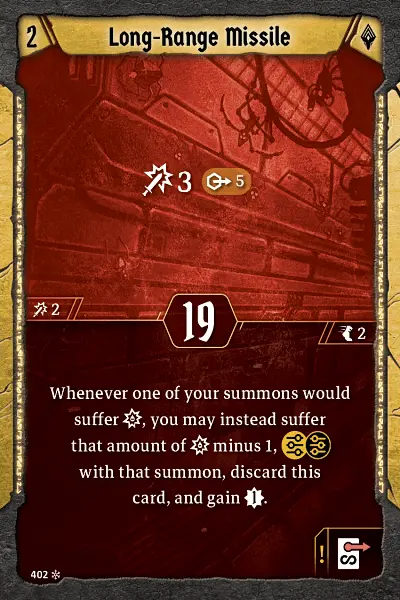 2
Long-Range Missile
3
5
2
19
2
Whenever one of your summons would
suffer , you may instead suffer
that amount of minus 1,
with that summon, discard this
card, and gain 1.
!
S
402